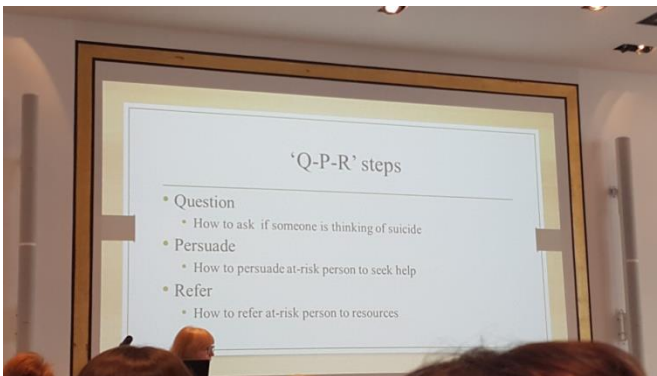 ‘Q-P-R’ steps
• Question
• How to ask if someone is thinking of suicide
• Persuade
• How to persuade at-risk person to seek help
• Refer
• How to refer at-risk person to resources